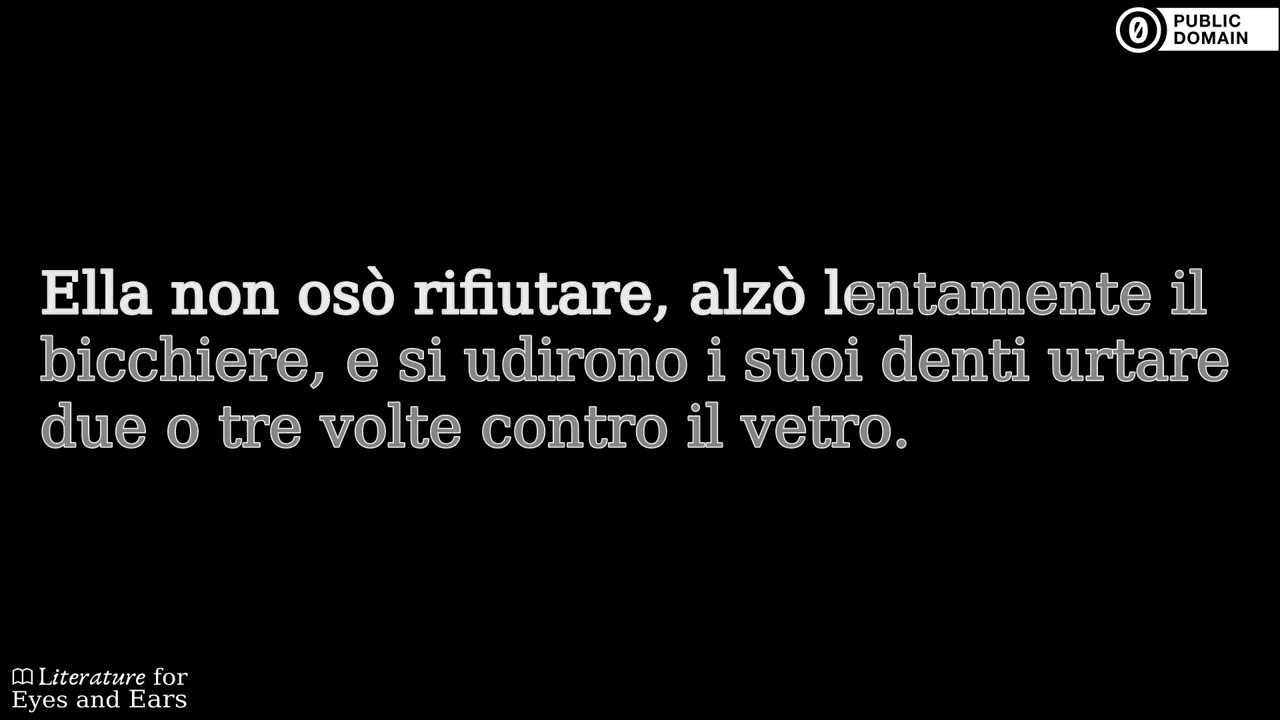 PUBLIC
DOMAIN
Ella non osò rifiutare, alzò lentamente il
bicchiere, e si udirono i suoi denti urtare
due o tre volte contro il vetro.
Literature for
Eyes and Ears